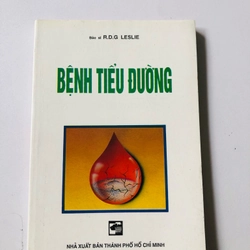 Bác sĩ R.D.G LESLIE
BỆNH TIỂU ĐƯỜNG
NHÀ XUẤT BẢN THÀNH PHỐ HỒ CHÍ MINH